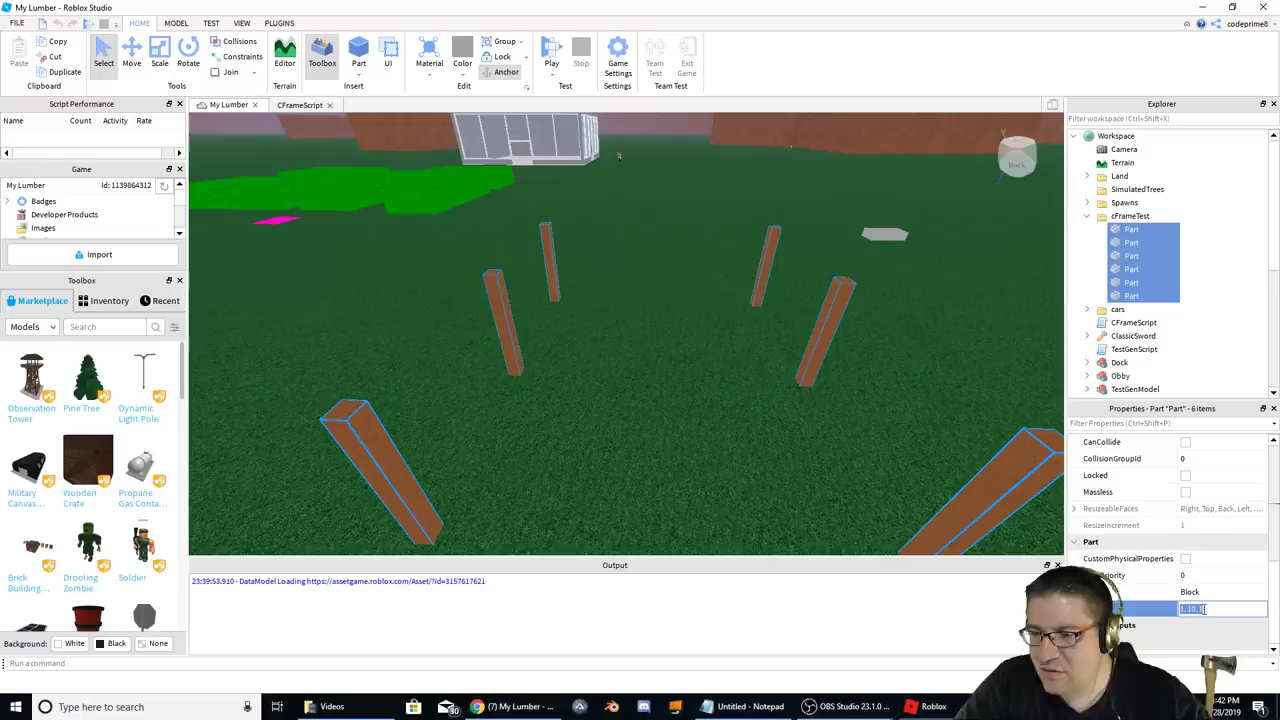 My Lumber - Roblox Studio
FILE HOME MODEL TEST VIEW PLUGINS codeprime8
Paste Copy Cut Duplicate Select Move Scale Rotate Collisions Constraints Join Editor Toolbox Part UI Material Color Group Lock Anchor Play Stop Game Settings Team Test Exit Game
Clipboard Tools Terrain Insert Edit Test Settings Team Test
Script Performance
Name Count Activity Rate
Game
My Lumber Id: 1139864312
Badges
Developer Products
Images
Import
Toolbox
Marketplace Inventory Recent
Models Search
Observation Tower
Pine Tree
Dynamic Light Pole
Military Canvas...
Wooden Crate
Propane Gas Conta...
Brick Building...
Drooling Zombie
Soldier
Background: White Black None
Run a command
My Lumber CFrameScript
Back
Output
23:39:53.910 - DataModel Loading https://assetgame.roblox.com/Asset/?id=3157617621
Explorer
Filter workspace (Ctrl+Shift+X)
Workspace
Camera
Terrain
Land
SimulatedTrees
Spawns
cFrameTest
Part
Part
Part
Part
Part
Part
cars
CFrameScript
ClassicSword
TestGenScript
Dock
Obby
TestGenModel
Properties - Part "Part" - 6 items
Filter Properties (Ctrl+Shift+P)
CanCollide
CollisionGroupId 0
Locked
Massless
ResizeableFaces Right, Top, Back, Left, ...
ResizeIncrement 1
Part
CustomPhysicalProperties
0
Block
1, 10, 1
Type here to search
Videos
30
(7) My Lumber - ...
Untitled - Notepad
OBS Studio 23.1.0 ...
Roblox